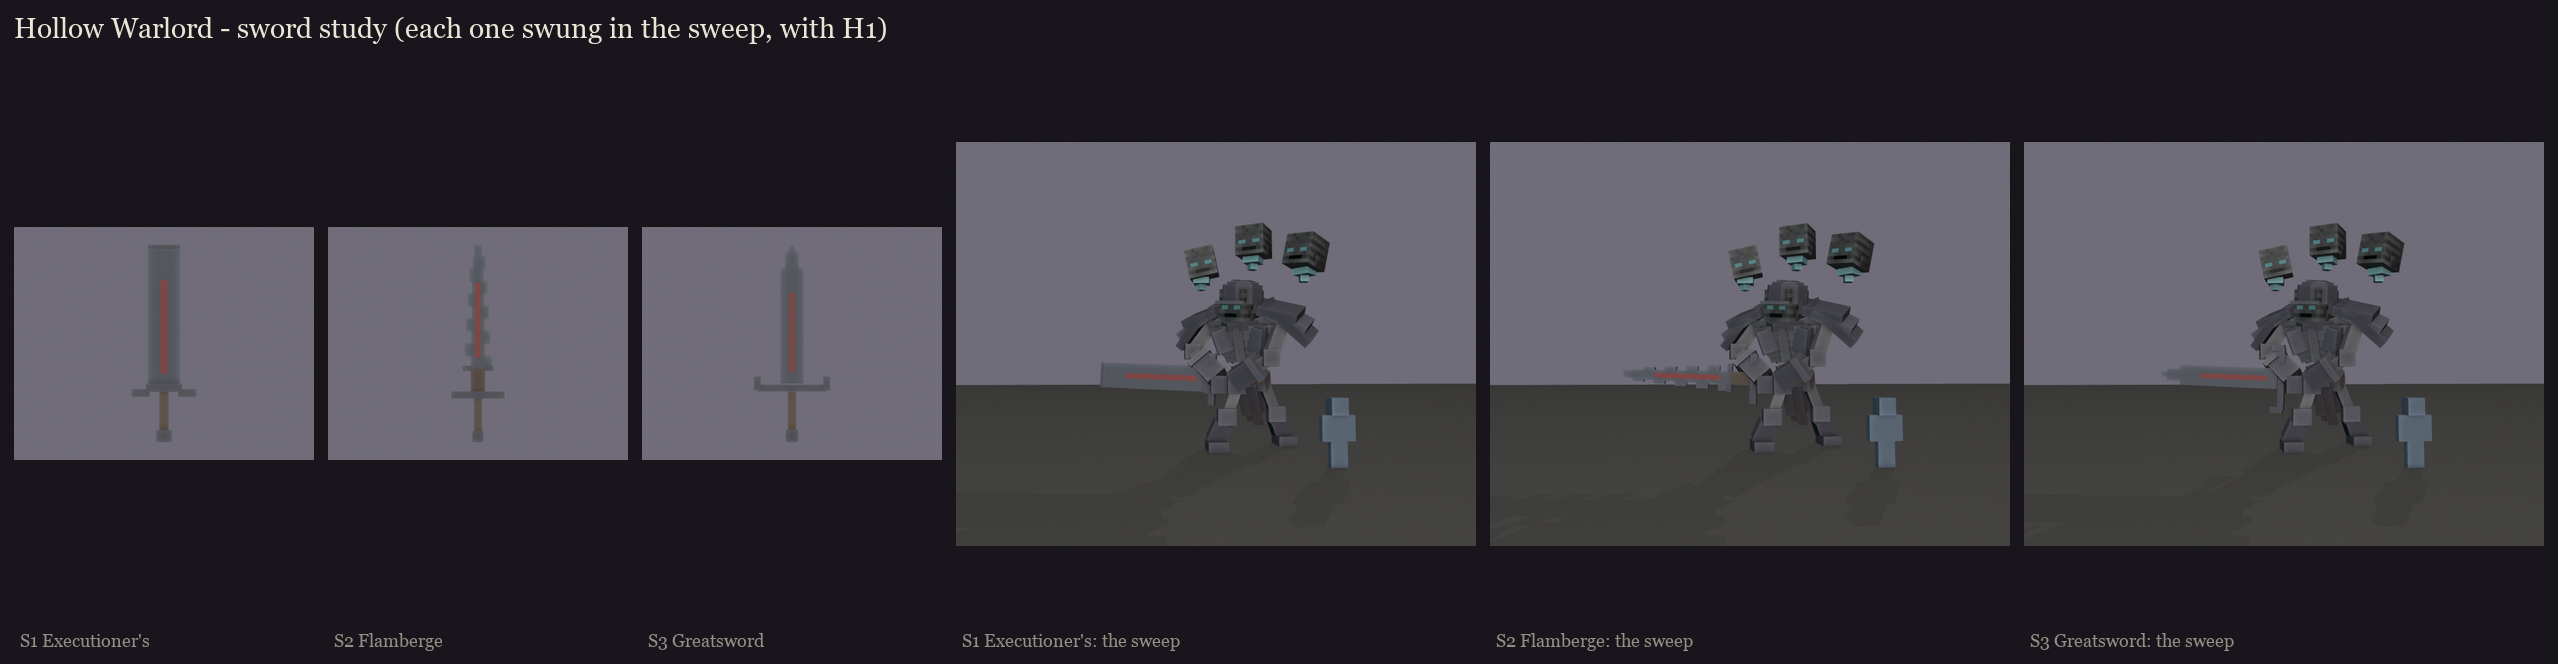 Hollow Warlord - sword study (each one swung in the sweep, with H1)
S1 Executioner's
S2 Flamberge
S3 Greatsword
S1 Executioner's: the sweep
S2 Flamberge: the sweep
S3 Greatsword: the sweep